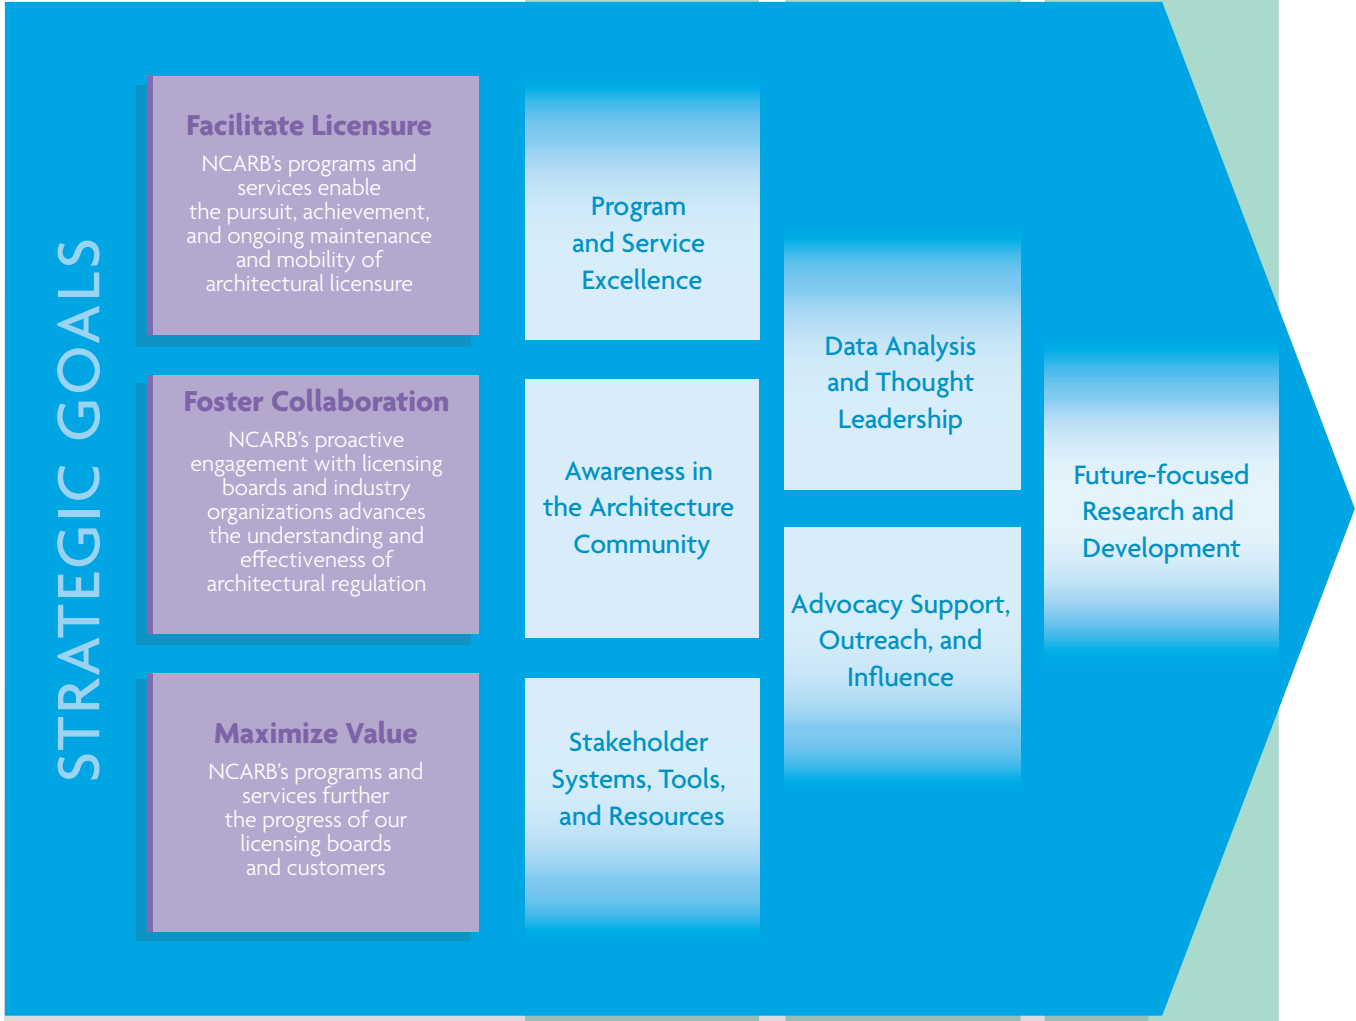 STRATEGIC GOALS
Facilitate Licensure
NCARB's programs and
services enable
the pursuit, achievement,
and ongoing maintenance
and mobility of
architectural licensure
Foster Collaboration
NCARB's proactive
engagement with licensing
boards and industry
organizations advances
the understanding and
effectiveness of
architectural regulation
Maximize Value
NCARB's programs and
services further
the progress of our
licensing boards
and customers
Program
and Service
Excellence
Awareness in
the Architecture
Community
Stakeholder
Systems, Tools,
and Resources
Data Analysis
and Thought
Leadership
Advocacy Support,
Outreach, and
Influence
Future-focused
Research and
Development